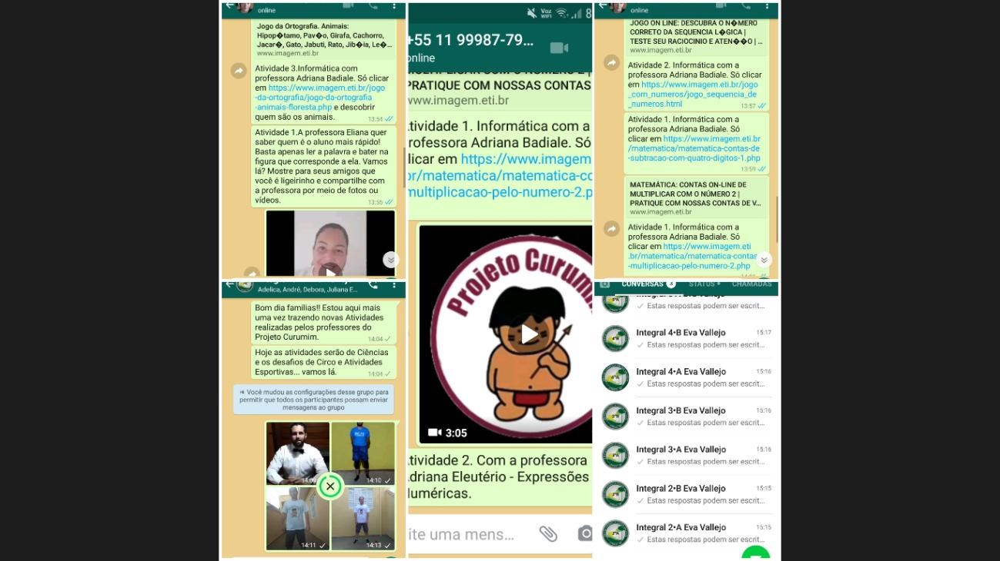 online
Jogo da Ortografia. Animais:
Hipop�tamo, Pav�o, Girafa, Cachorro,
Jacar�, Gato, Jabuti, Rato, Jib�ia, Le�...
www.imagem.eti.br
Atividade 3.Informática com
professora Adriana Badiale. Só clicar
em https://www.imagem.eti.br/jogo
-da-ortografia/jogo-da-ortografia
-animais-floresta.php e descobrir
quem são os animais.
13:54
Atividade 1.A professora Eliana quer
saber quem é o aluno mais rápido!
Basta apenas ler a palavra e bater na
figura que corresponde a ela. Vamos
lá? Mostre para seus amigos que
você é ligeirinho e compartilhe com
a professora por meio de fotos ou
vídeos.
13:55
Adelica, André, Debora, Juliana E...
Bom dia famílias!! Estou aqui mais
uma vez trazendo novas Atividades
realizadas pelos professores do
Projeto Curumim.
14:04
Hoje as atividades serão de Ciências
e os desafios de Circo e Atividades
Esportivas... vamos lá.
14:04
Você mudou as configurações desse grupo para
permitir que todos os participantes possam enviar
mensagens ao grupo
14:09
14:10
14:11
14:13
Voz
WIFI
8
+55 11 99987-79...
online
MULTIPLICAR COM O NÚMERO 2 |
PRATIQUE COM NOSSAS CONTAS
www.imagem.eti.br
tividade 1. Informática com a
rofessora Adriana Badiale. Só
licar em https://www.imagem
br/matematica/matematica-co
multiplicacao-pelo-numero-2.p
Projeto Curum
3:05
tividade 2. Com a professora
Adriana Eleutério - Expressões
Numéricas.
ite uma mens...
online
JOGO ON LINE: DESCUBRA O N�MERO
CORRETO DA SEQUENCIA L�GICA |
TESTE SEU RACIOCINIO E ATEN��O | ...
www.imagem.eti.br
Atividade 2. Informática com a
professora Adriana Badiale. Só clicar
em https://www.imagem.eti.br/jogo
_com_numeros/jogo_sequencia_de
_numeros.html
13:57
Atividade 1. Informática com a
professora Adriana Badiale. Só
clicar em https://www.imagem.eti.br
/matematica/matematica-contas-de
-subtracao-com-quatro-digitos-1.php
13:59
MATEMÁTICA: CONTAS ON-LINE DE
MULTIPLICAR COM O NÚMERO 2 |
PRATIQUE COM NOSSAS CONTAS DE V...
www.imagem.eti.br
Atividade 1. Informática com a
professora Adriana Badiale. Só
clicar em https://www.imagem.eti
.br/matematica/matematica-contas
-multiplicacao-pelo-numero-2.php
CONVERSAS 3 STATUS CHAMADAS
Estas respostas podem ser escrit...
Integral 4•B Eva Vallejo 15:17
Estas respostas podem ser escrit...
Integral 4•A Eva Vallejo 15:16
Estas respostas podem ser escrit...
Integral 3•B Eva Vallejo 15:16
Estas respostas podem ser escrit...
Integral 3•A Eva Vallejo 15:16
Estas respostas podem ser escrit...
Integral 2•B Eva Vallejo 15:15
Estas respostas podem ser escrit...
Integral 2•A Eva Vallejo 15:15
Estas respostas podem ser escrit...